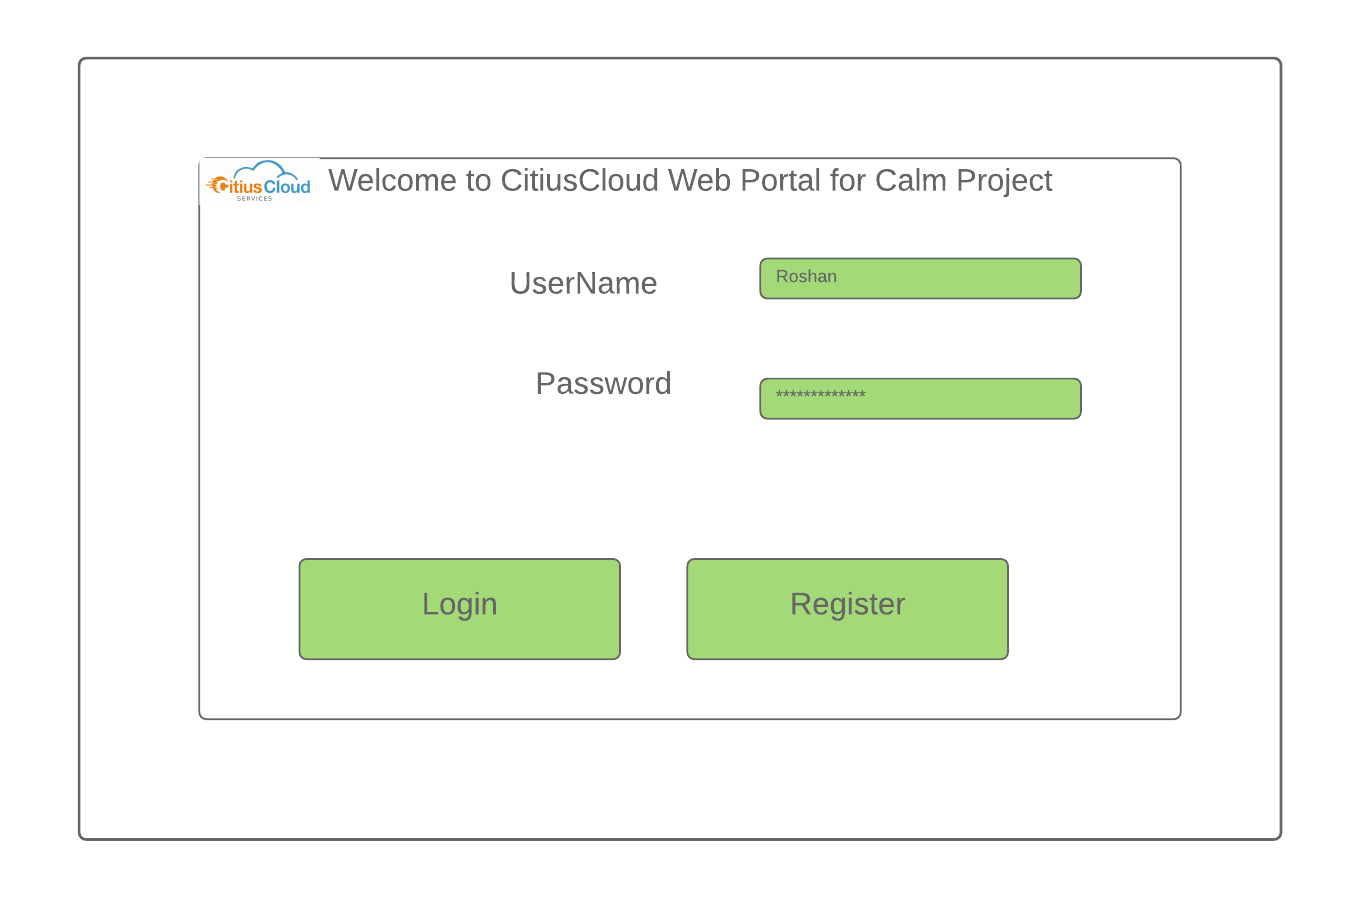 CitiusCloud
SERVICES
Welcome to CitiusCloud Web Portal for Calm Project
UserName
Roshan
Password
*************
Login
Register